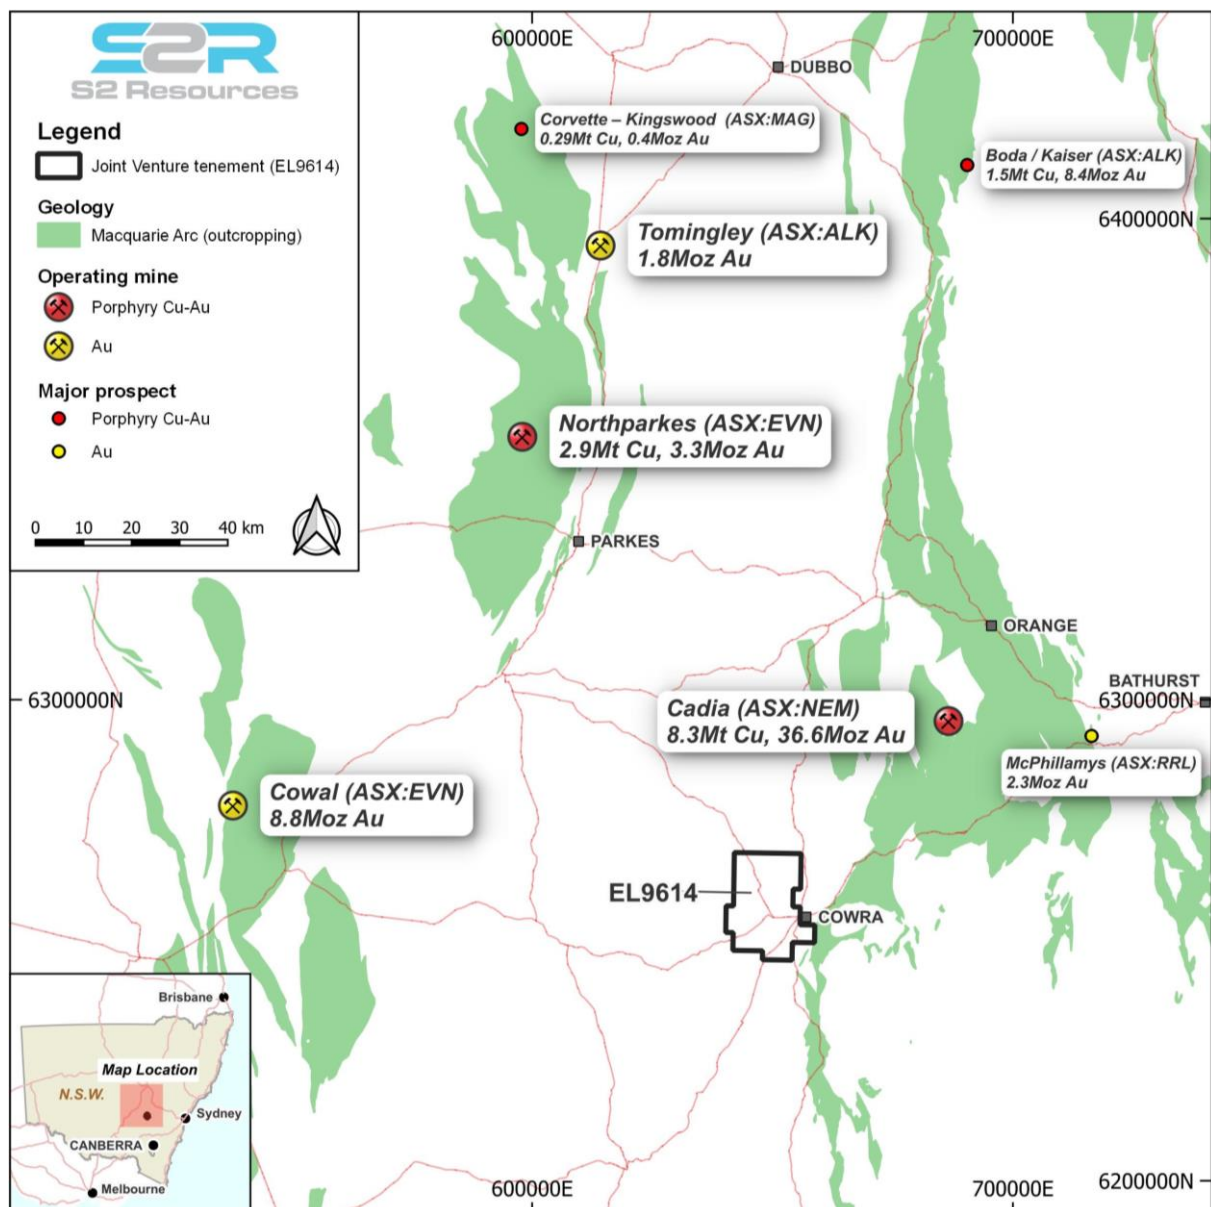 S2R
S2 Resources
Legend
Joint Venture tenement (EL9614)
Geology
Macquarie Arc (outcropping)
Operating mine
Porphyry Cu-Au
Au
Major prospect
Porphyry Cu-Au
Au
0 10 20 30 40 km
600000E
700000E
DUBBO
Corvette – Kingswood (ASX:MAG)
0.29Mt Cu, 0.4Moz Au
Boda / Kaiser (ASX:ALK)
1.5Mt Cu, 8.4Moz Au
6400000N
Tomingley (ASX:ALK)
1.8Moz Au
Northparkes (ASX:EVN)
2.9Mt Cu, 3.3Moz Au
PARKES
ORANGE
BATHURST
6300000N
6300000N
Cadia (ASX:NEM)
8.3Mt Cu, 36.6Moz Au
McPhillamys (ASX:RRL)
2.3Moz Au
Cowal (ASX:EVN)
8.8Moz Au
EL9614
COWRA
Brisbane
Map Location
N.S.W.
Sydney
CANBERRA
Melbourne
600000E
700000E
6200000N